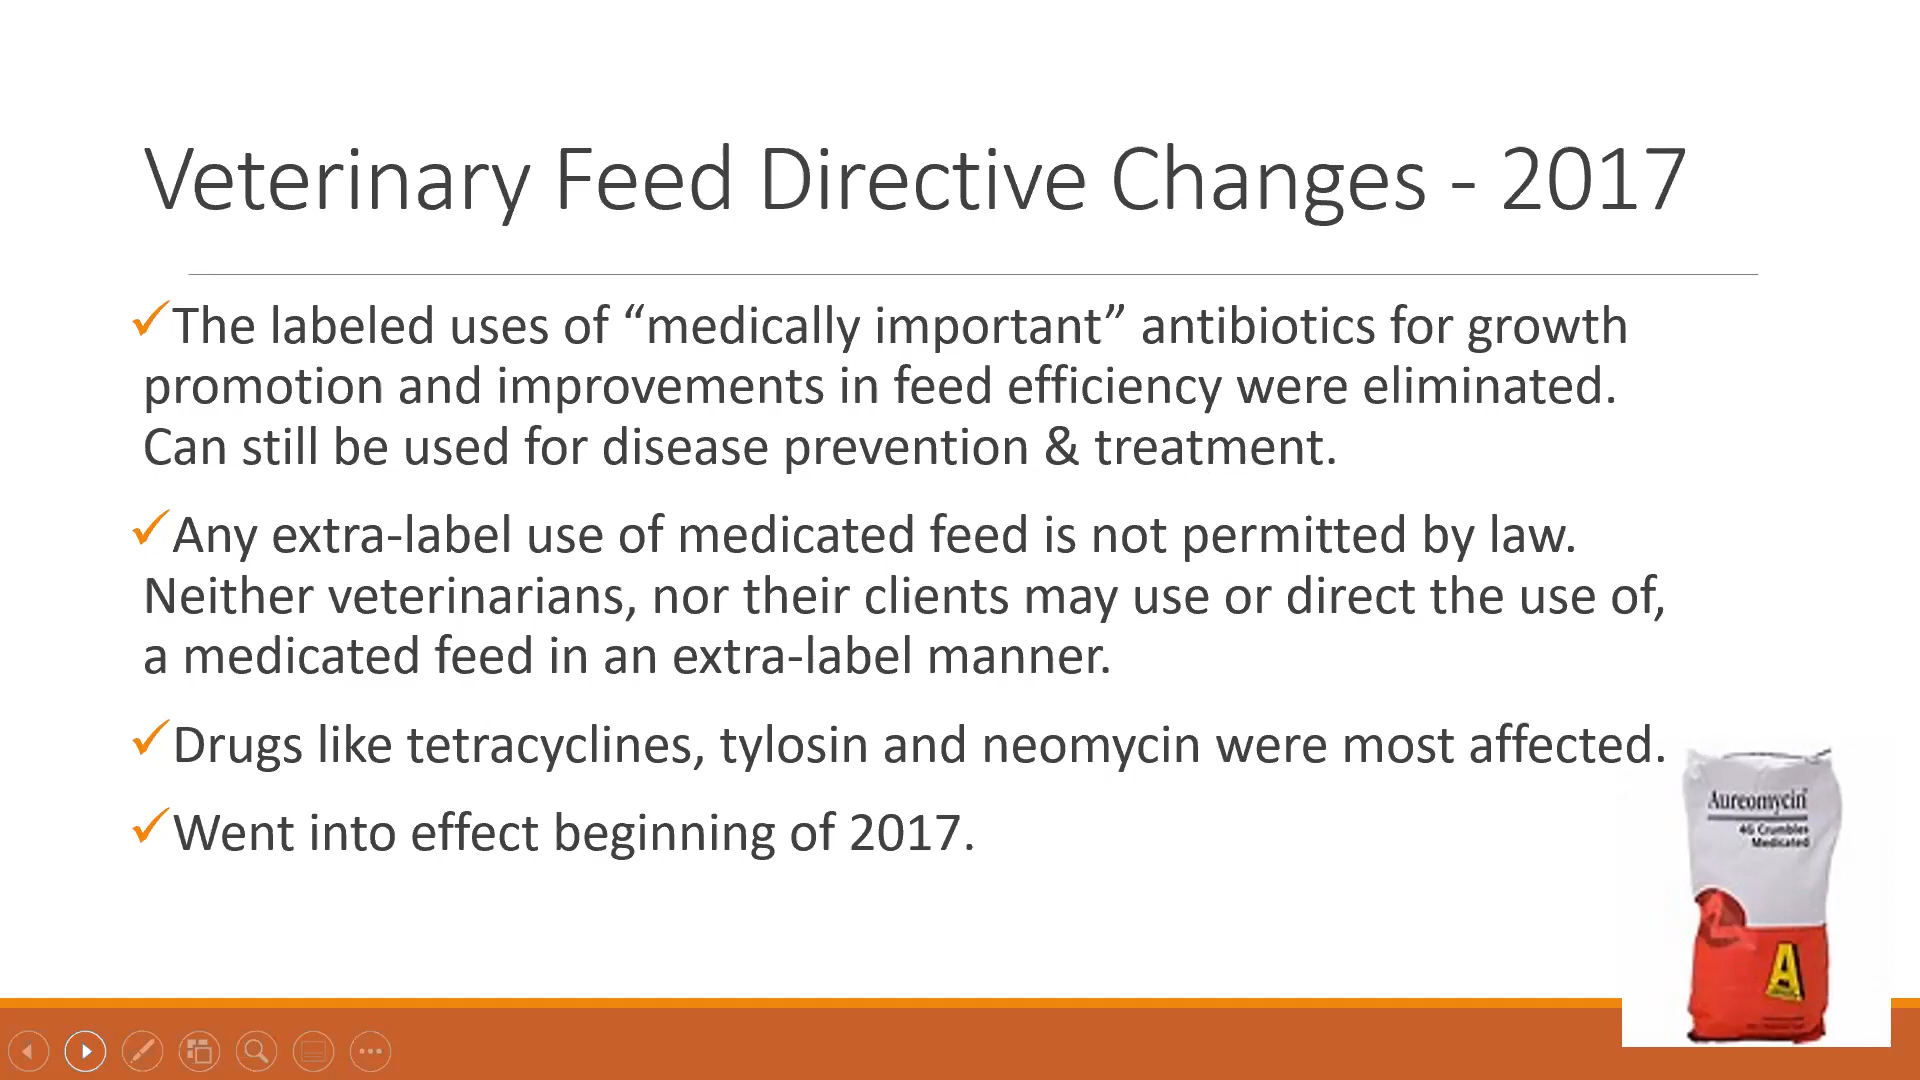 Veterinary Feed Directive Changes - 2017
The labeled uses of “medically important” antibiotics for growth
promotion and improvements in feed efficiency were eliminated.
Can still be used for disease prevention & treatment.
Any extra-label use of medicated feed is not permitted by law.
Neither veterinarians, nor their clients may use or direct the use of,
a medicated feed in an extra-label manner.
Drugs like tetracyclines, tylosin and neomycin were most affected.
Went into effect beginning of 2017.
Aureomycin
4G Crumbles
Medicated
A